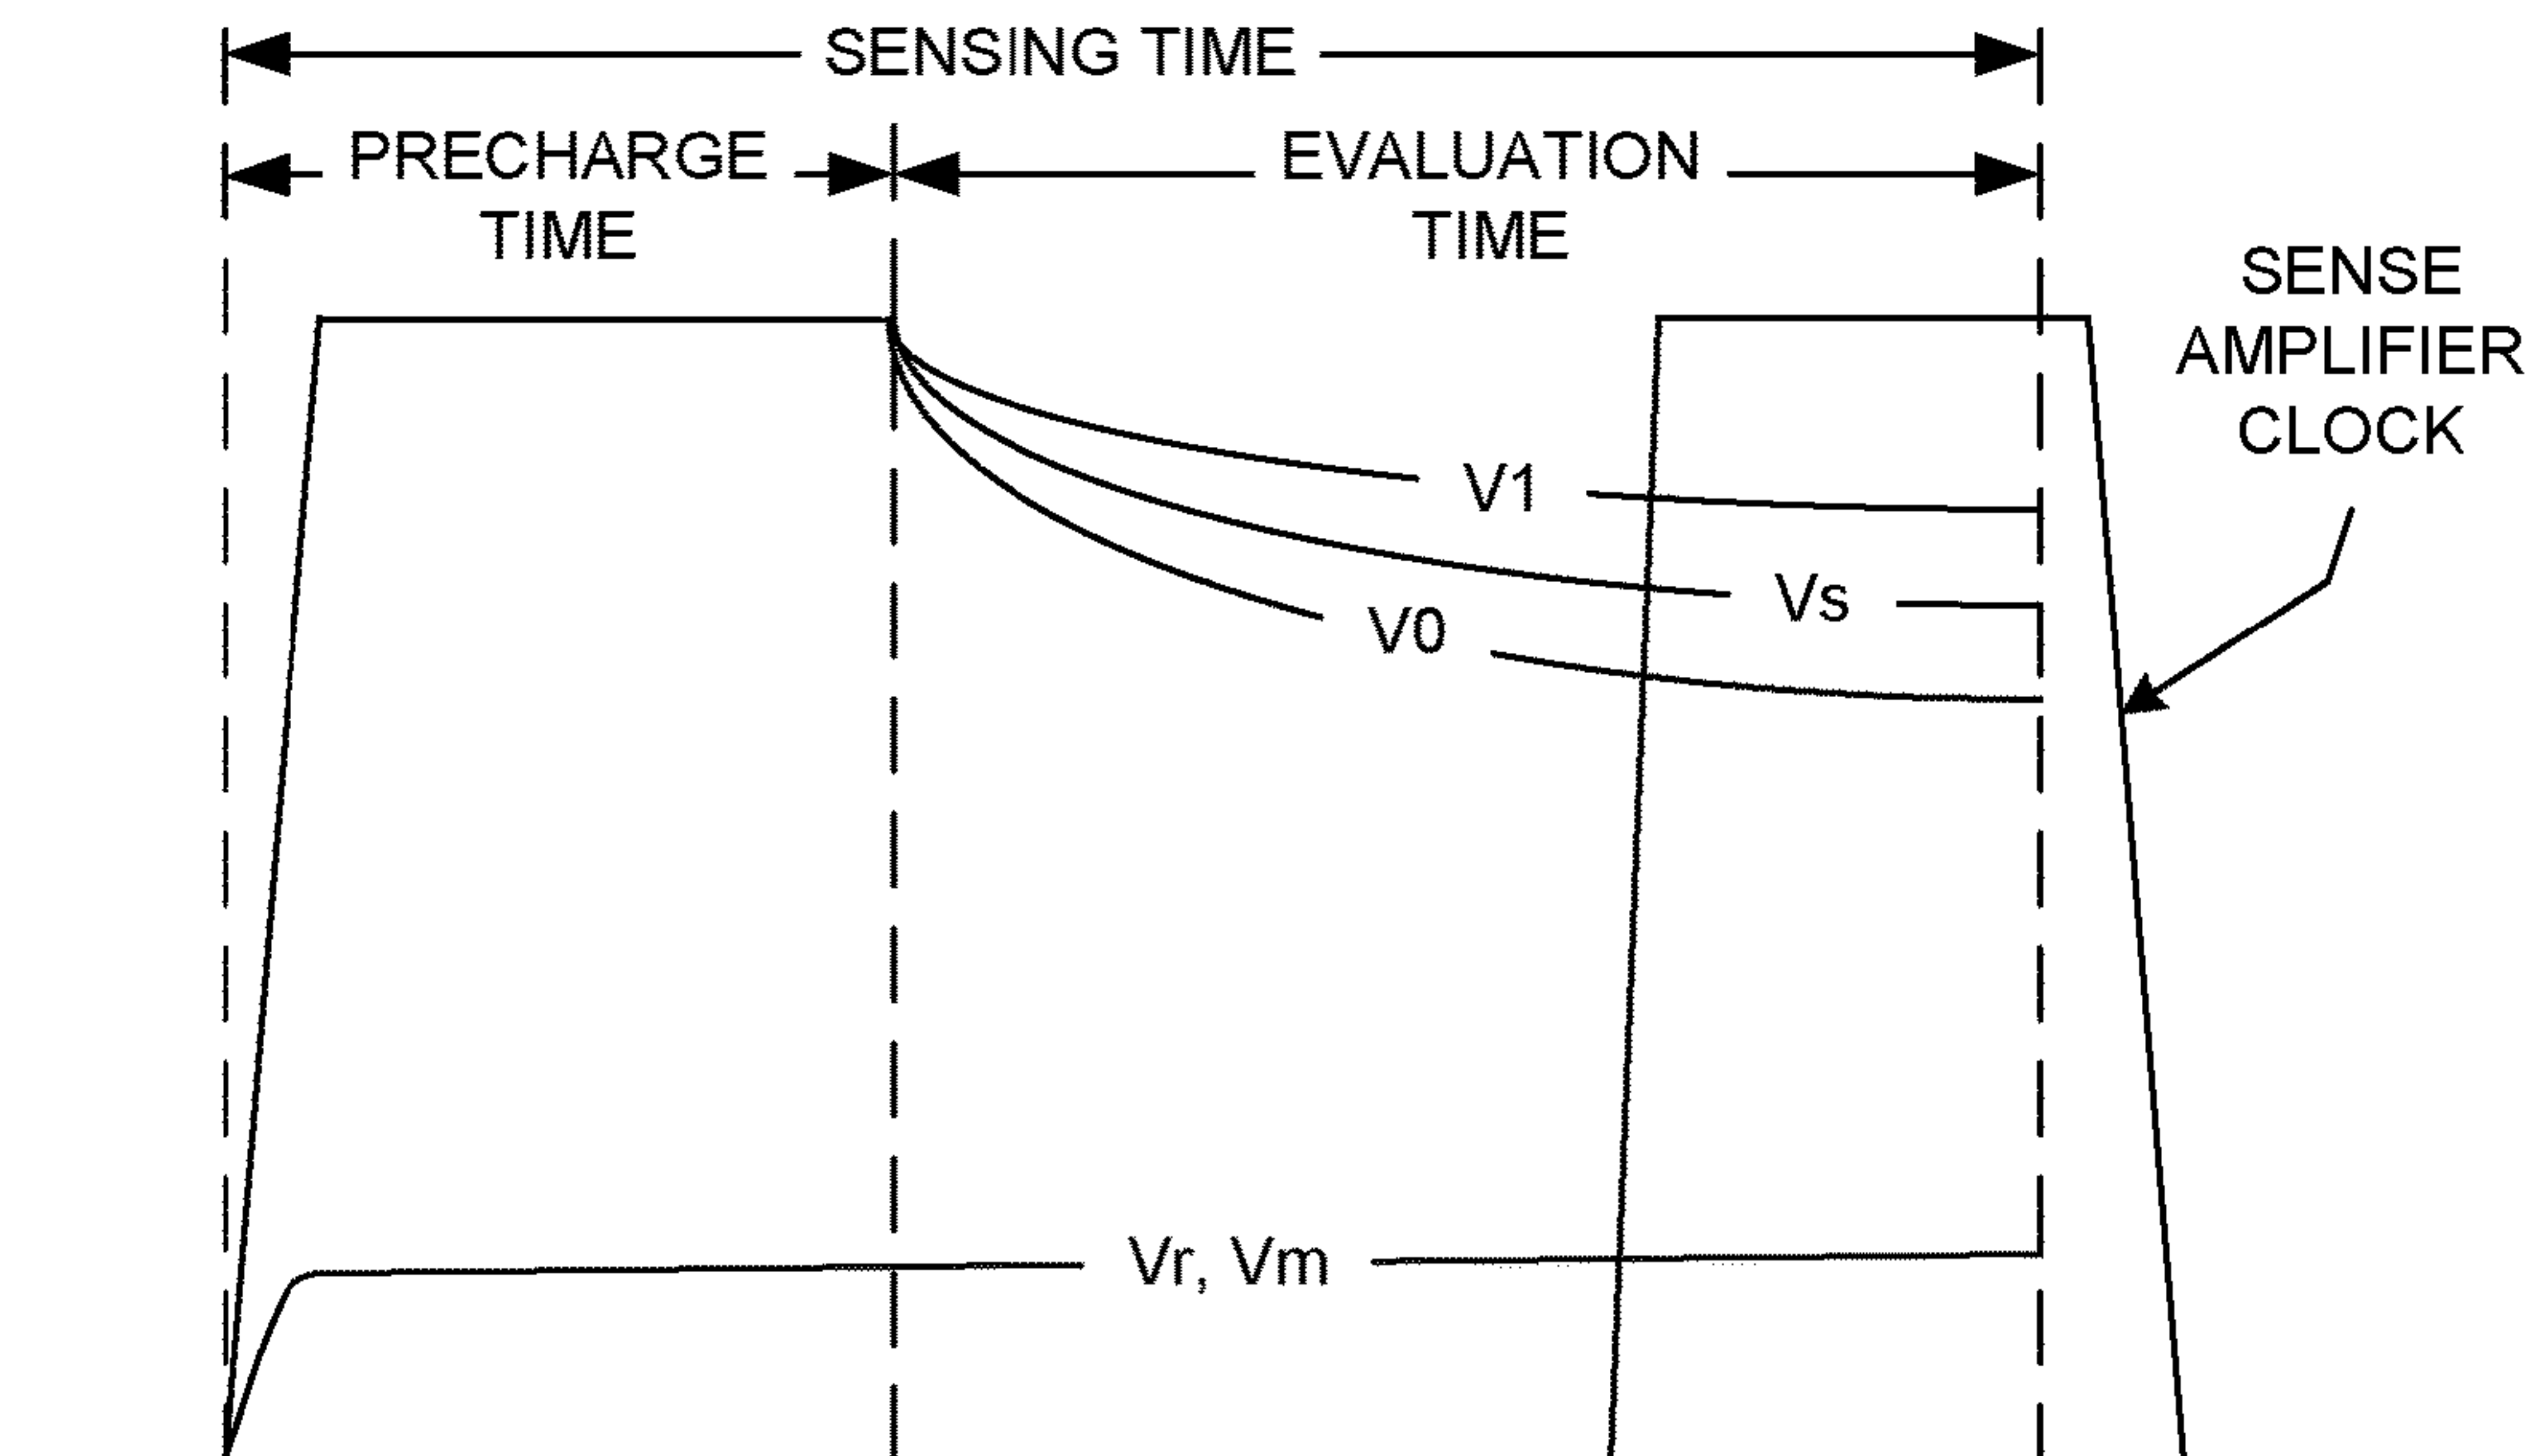 SENSING TIME
PRECHARGE
TIME
EVALUATION
TIME
SENSE
AMPLIFIER
CLOCK
V1
Vs
V0
Vr, Vm